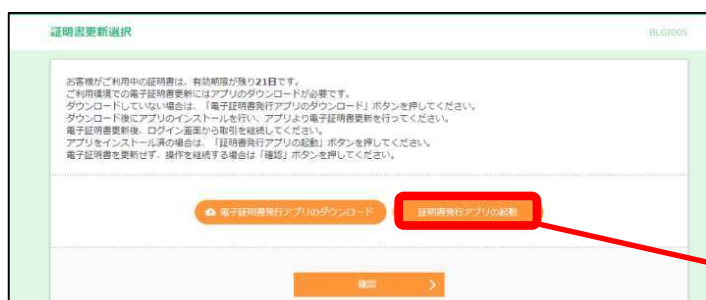 証明書更新選択
BLGI005
お客様がご利用中の証明書は、有効期限が残り21日です。
ご利用環境での電子証明書更新にはアプリのダウンロードが必要です。
ダウンロードしていない場合は、「電子証明書発行アプリのダウンロード」ボタンを押してください。
ダウンロード後にアプリのインストールを行い、アプリより電子証明書更新を行ってください。
電子証明書更新後、ログイン画面から取引を継続してください。
アプリをインストール済の場合は、「証明書発行アプリの起動」ボタンを押してください。
電子証明書を更新せず、操作を継続する場合は「確認」ボタンを押してください。
電子証明書発行アプリのダウンロード
証明書発行アプリの起動
確認